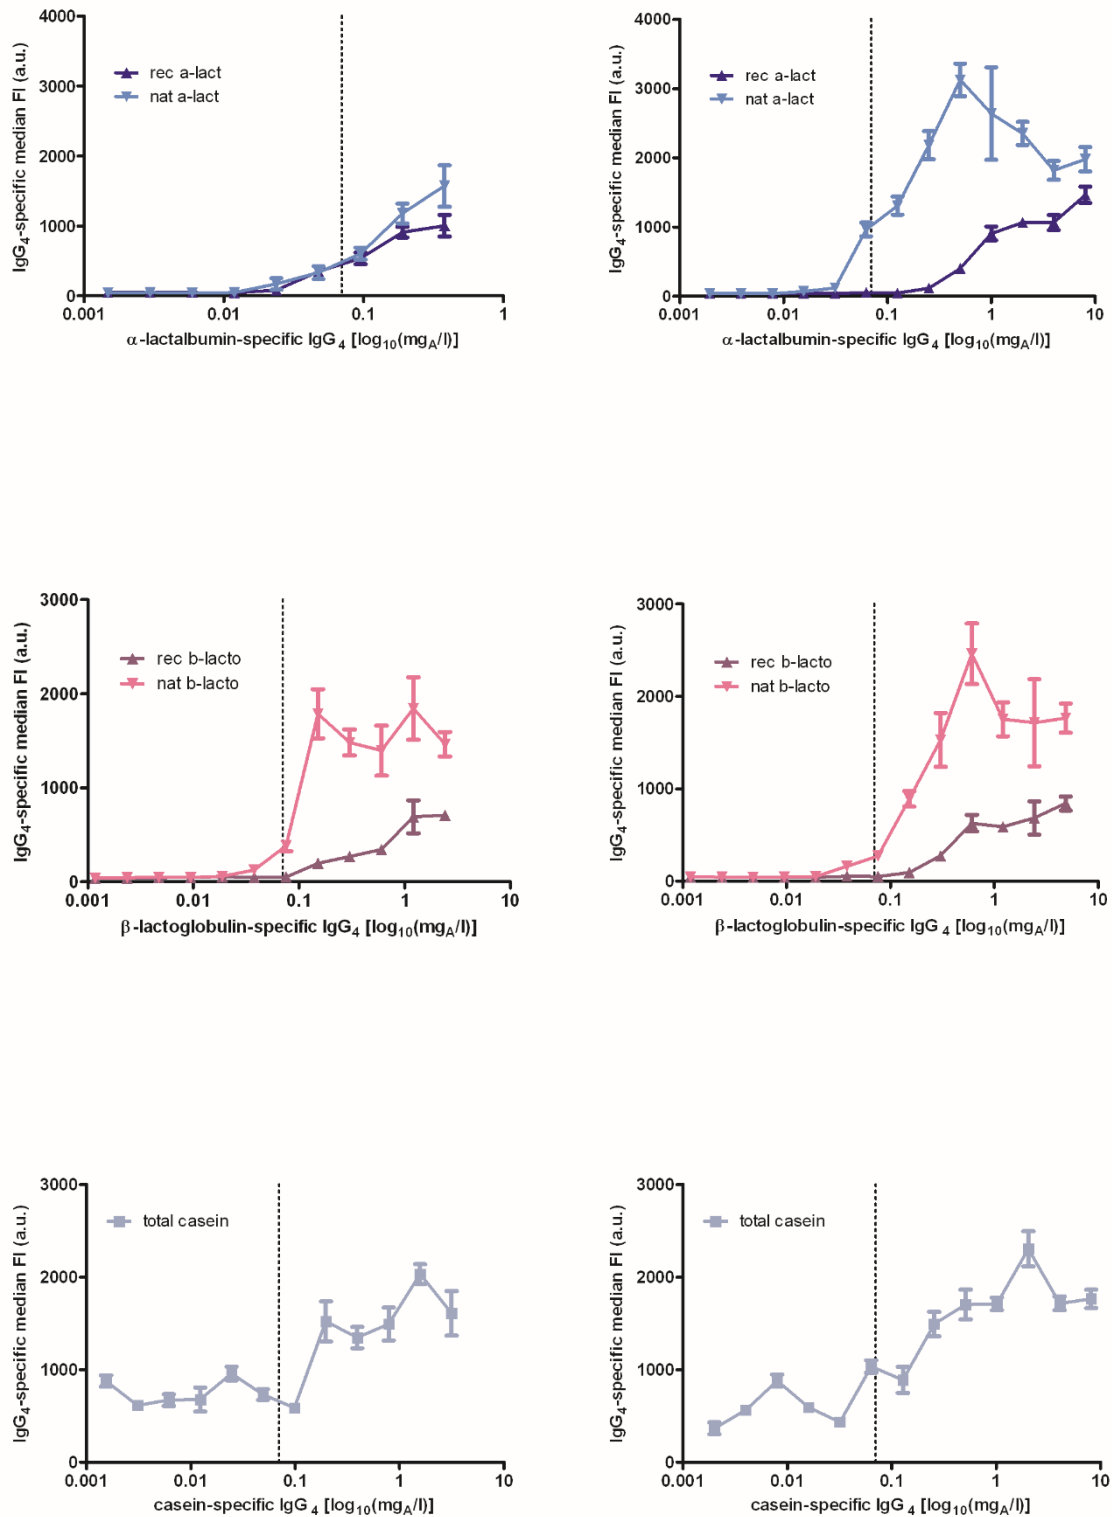 IgG4-specific median FI (a.u.)
4000
3000
2000
1000
0
rec a-lact
nat a-lact
0.001 0.01 0.1 1
α-lactalbumin-specific IgG4 [log10(mgA/l)]
IgG4-specific median FI (a.u.)
4000
3000
2000
1000
0
rec a-lact
nat a-lact
0.001 0.01 0.1 1 10
α-lactalbumin-specific IgG4 [log10(mgA/l)]
IgG4-specific median FI (a.u.)
3000
2000
1000
0
rec b-lacto
nat b-lacto
0.001 0.01 0.1 1 10
β-lactoglobulin-specific IgG4 [log10(mgA/l)]
IgG4-specific median FI (a.u.)
3000
2000
1000
0
rec b-lacto
nat b-lacto
0.001 0.01 0.1 1 10
β-lactoglobulin-specific IgG4 [log10(mgA/l)]
IgG4-specific median FI (a.u.)
3000
2000
1000
0
total casein
0.001 0.01 0.1 1 10
casein-specific IgG4 [log10(mgA/l)]
IgG4-specific median FI (a.u.)
3000
2000
1000
0
total casein
0.001 0.01 0.1 1 10
casein-specific IgG4 [log10(mgA/l)]